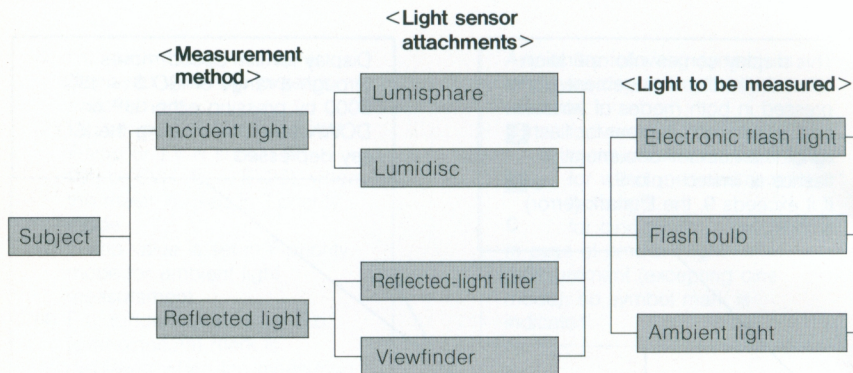 <Light sensor
attachments>
<Measurement
method>
<Light to be measured>
Lumisphare
Incident light
Electronic flash light
Lumidisc
Subject
Flash bulb
Reflected-light filter
Reflected light
Ambient light
Viewfinder